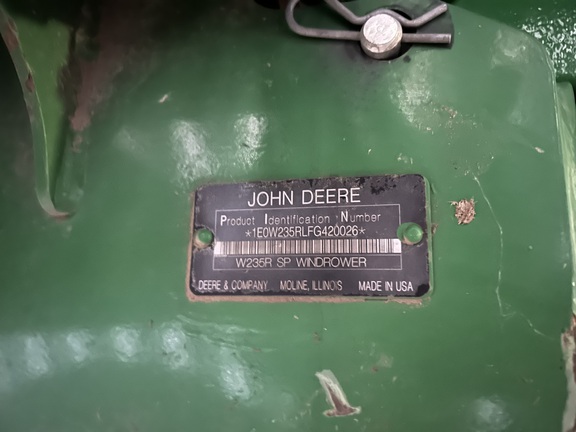 JOHN DEERE
Product Identification Number
*1E0W235RLFG420026*
W235R SP WINDROWER
DEERE & COMPANY MOLINE, ILLINOIS MADE IN USA